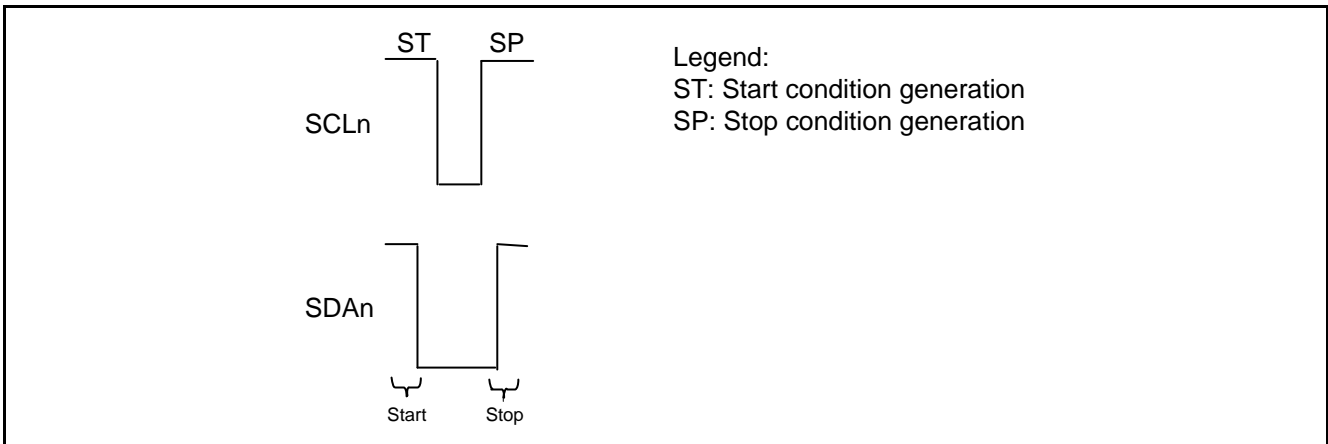 ST SP
Legend:
ST: Start condition generation
SP: Stop condition generation
SCLn
SDAn
Start Stop